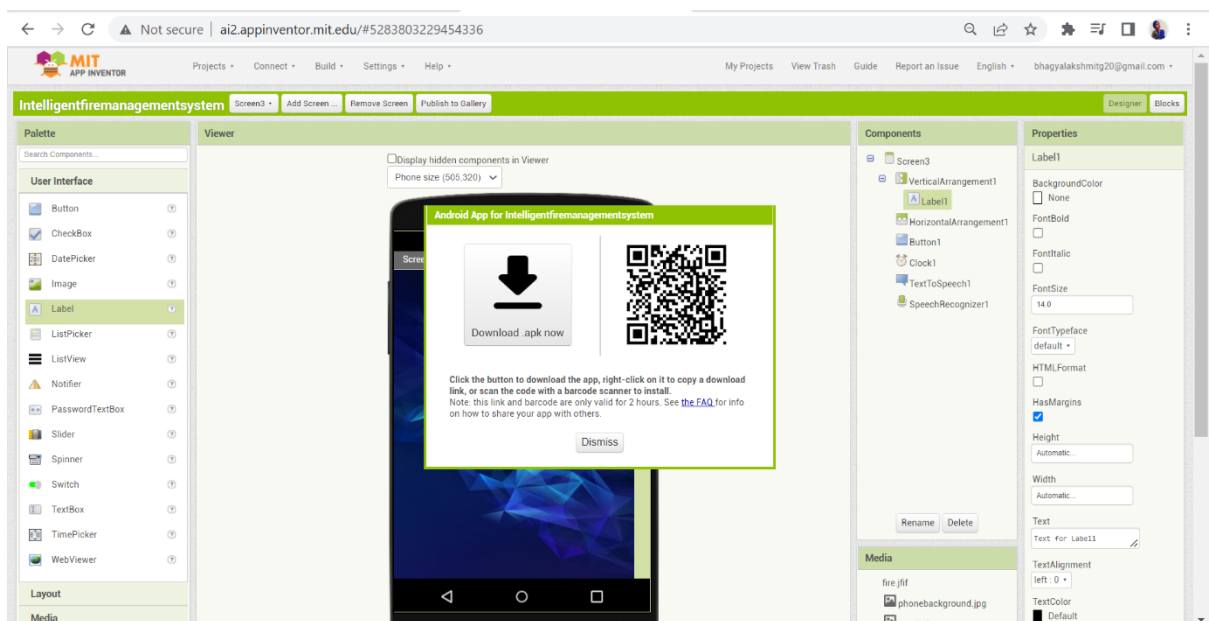 Not secure | ai2.appinventor.mit.edu/#5283803229454336
MIT
APP INVENTOR
Projects
Connect
Build
Settings
Help
My Projects
View Trash
Guide
Report an Issue
English
bhagyalakshmitg20@gmail.com
Intelligentfiremanagementsystem
Screen3
Add Screen ...
Remove Screen
Publish to Gallery
Designer
Blocks
Palette
Search Components...
User Interface
Button
CheckBox
DatePicker
Image
Label
ListPicker
ListView
Notifier
PasswordTextBox
Slider
Spinner
Switch
TextBox
TimePicker
WebViewer
Layout
Media
Viewer
Display hidden components in Viewer
Phone size (505,320)
Scree
Android App for Intelligentfiremanagementsystem
Download .apk now
Click the button to download the app, right-click on it to copy a download
link, or scan the code with a barcode scanner to install.
Note: this link and barcode are only valid for 2 hours. See the FAQ for info
on how to share your app with others.
Dismiss
Components
Screen3
VerticalArrangement1
Label1
HorizontalArrangement1
Button1
Clock1
TextToSpeech1
SpeechRecognizer1
Rename
Delete
Media
fire.jfif
phonebackground.jpg
Properties
Label1
BackgroundColor
None
FontBold
FontItalic
FontSize
14.0
FontTypeface
default
HTMLFormat
HasMargins
Height
Automatic...
Width
Automatic...
Text
Text for Label1
TextAlignment
left : 0
TextColor
Default